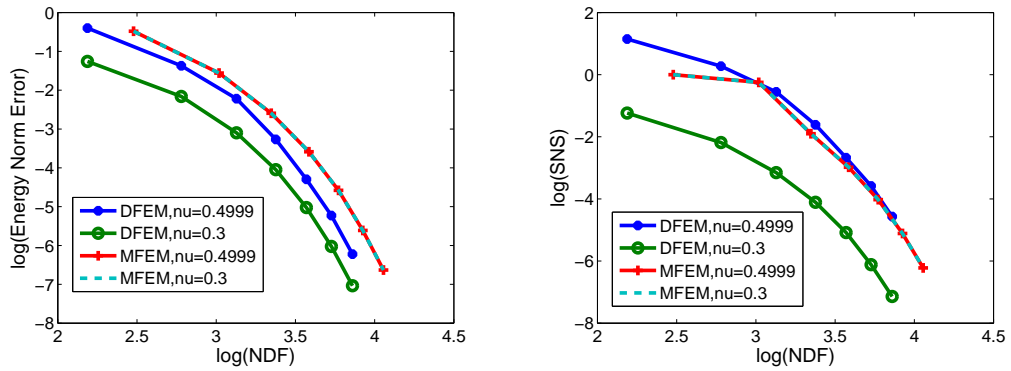 0
−1
−2
−3
−4
−5
−6
−7
−8
log(Energy Norm Error)
DFEM,nu=0.4999
DFEM,nu=0.3
MFEM,nu=0.4999
MFEM,nu=0.3
2
2.5
3
3.5
4
4.5
log(NDF)
2
0
−2
−4
−6
−8
log(SNS)
DFEM,nu=0.4999
DFEM,nu=0.3
MFEM,nu=0.4999
MFEM,nu=0.3
2
2.5
3
3.5
4
4.5
log(NDF)